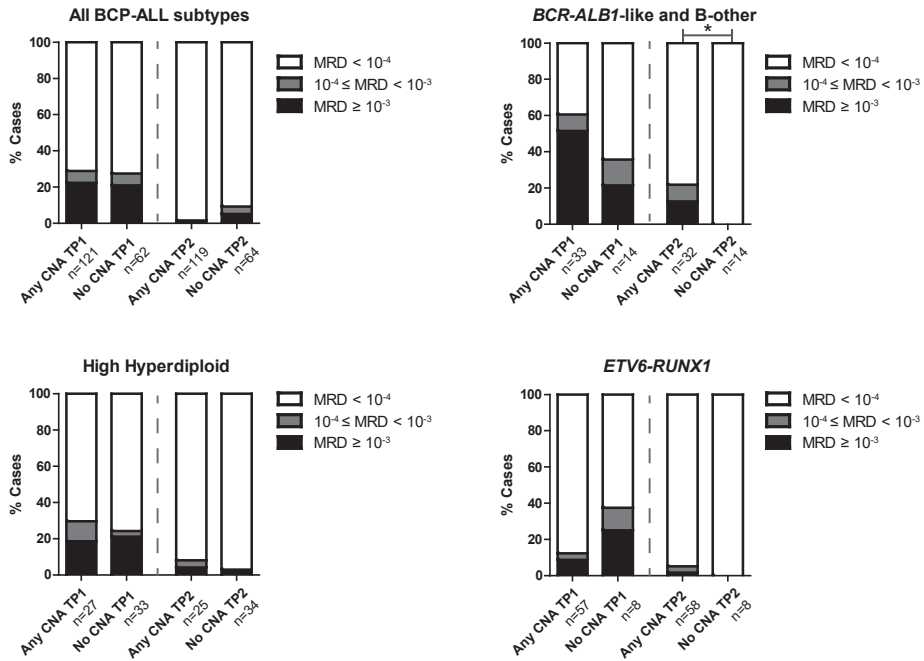 All BCP-ALL subtypes
% Cases
100
80
60
40
20
0
Any CNA TP1
n=121
No CNA TP1
n=62
Any CNA TP2
n=119
No CNA TP2
n=64
MRD < 10⁻⁴
10⁻⁴ ≤ MRD < 10⁻³
MRD ≥ 10⁻³
BCR-ALB1-like and B-other
*
% Cases
100
80
60
40
20
0
Any CNA TP1
n=33
No CNA TP1
n=14
Any CNA TP2
n=32
No CNA TP2
n=14
MRD < 10⁻⁴
10⁻⁴ ≤ MRD < 10⁻³
MRD ≥ 10⁻³
High Hyperdiploid
% Cases
100
80
60
40
20
0
Any CNA TP1
n=27
No CNA TP1
n=33
Any CNA TP2
n=25
No CNA TP2
n=34
MRD < 10⁻⁴
10⁻⁴ ≤ MRD < 10⁻³
MRD ≥ 10⁻³
ETV6-RUNX1
% Cases
100
80
60
40
20
0
Any CNA TP1
n=57
No CNA TP1
n=8
Any CNA TP2
n=58
No CNA TP2
n=8
MRD < 10⁻⁴
10⁻⁴ ≤ MRD < 10⁻³
MRD ≥ 10⁻³